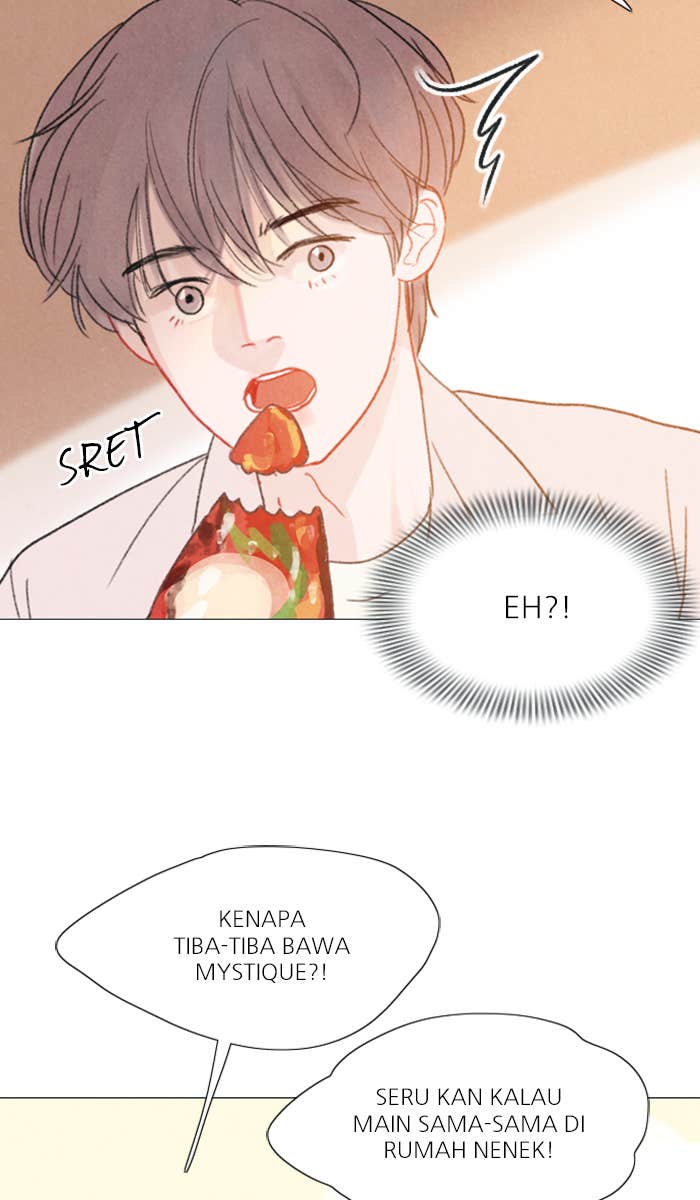 SRET
EH?!
KENAPA
TIBA-TIBA BAWA
MYSTIQUE?!
SERU KAN KALAU
MAIN SAMA-SAMA DI
RUMAH NENEK!